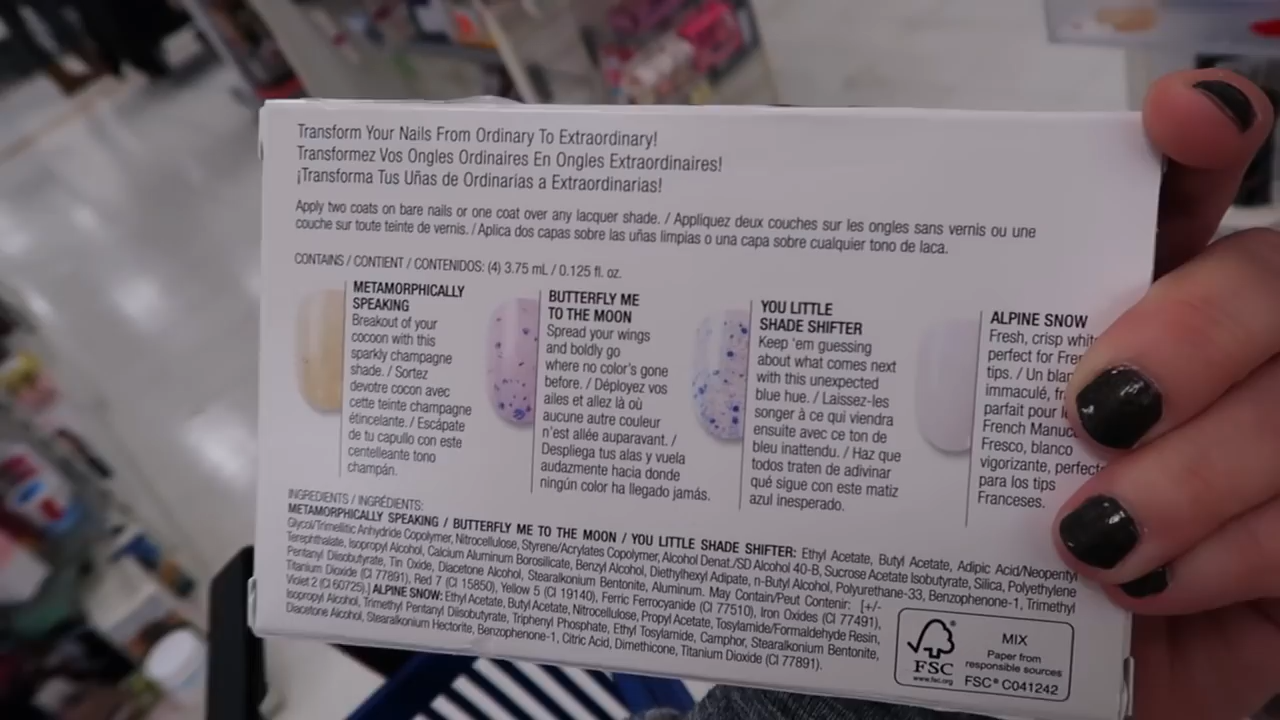 Transform Your Nails From Ordinary To Extraordinary!
Transformez Vos Ongles Ordinaires En Ongles Extraordinaires!
¡Transforma Tus Uñas de Ordinarias a Extraordinarias!
Apply two coats on bare nails or one coat over any lacquer shade. / Appliquez deux couches sur les ongles sans vernis ou une
couche sur toute teinte de vernis. / Aplica dos capas sobre las uñas limpias o una capa sobre cualquier tono de laca.
CONTAINS / CONTIENT / CONTENIDOS: (4) 3.75 mL / 0.125 fl. oz.
METAMORPHICALLY
SPEAKING
Breakout of your
cocoon with this
sparkly champagne
shade. / Sortez
devotre cocon avec
cette teinte champagne
étincelante. / Escápate
de tu capullo con este
centelleante tono
champán.
BUTTERFLY ME
TO THE MOON
Spread your wings
and boldly go
where no color's gone
before. / Déployez vos
ailes et allez là où
aucune autre couleur
n'est allée auparavant. /
Despliega tus alas y vuela
audazmente hacia donde
ningún color ha llegado jamás.
YOU LITTLE
SHADE SHIFTER
Keep 'em guessing
about what comes next
with this unexpected
blue hue. / Laissez-les
songer à ce qui viendra
ensuite avec ce ton de
bleu inattendu. / Haz que
todos traten de adivinar
qué sigue con este matiz
azul inesperado.
ALPINE SNOW
Fresh, crisp
perfect for
tips. / Un
immaculé,
parfait pour
French
Fresco, blanco
vigorizante,
para los tips
Franceses.
INGREDIENTS / INGRÉDIENTS:
METAMORPHICALLY SPEAKING / BUTTERFLY ME TO THE MOON / YOU LITTLE SHADE SHIFTER: Ethyl Acetate, Butyl Acetate, Adipic Acid/Neopentyl
Glycol/Trimellitic Anhydride Copolymer, Nitrocellulose, Styrene/Acrylates Copolymer, Alcohol Denat./SD Alcohol 40-B, Sucrose Acetate Isobutyrate, Silica, Polyethylene
Terephthalate, Isopropyl Alcohol, Calcium Aluminum Borosilicate, Benzyl Alcohol, Diethylhexyl Adipate, n-Butyl Alcohol, Polyurethane-33, Benzophenone-1, Trimethyl
Pentanyl Diisobutyrate, Tin Oxide, Diacetone Alcohol, Stearalkonium Bentonite, Aluminum. May Contain/Peut Contenir: [+/-
Titanium Dioxide (CI 77891), Red 7 (CI 15850), Yellow 5 (CI 19140), Ferric Ferrocyanide (CI 77510), Iron Oxides (CI 77491),
Violet 2 (CI 60725).] ALPINE SNOW: Ethyl Acetate, Butyl Acetate, Nitrocellulose, Propyl Acetate, Tosylamide/Formaldehyde Resin,
Isopropyl Alcohol, Trimethyl Pentanyl Diisobutyrate, Triphenyl Phosphate, Ethyl Tosylamide, Camphor, Stearalkonium Bentonite,
Diacetone Alcohol, Stearalkonium Hectorite, Benzophenone-1, Citric Acid, Dimethicone, Titanium Dioxide (CI 77891).
FSC
www.fsc.org
MIX
Paper from
responsible sources
FSC® C041242